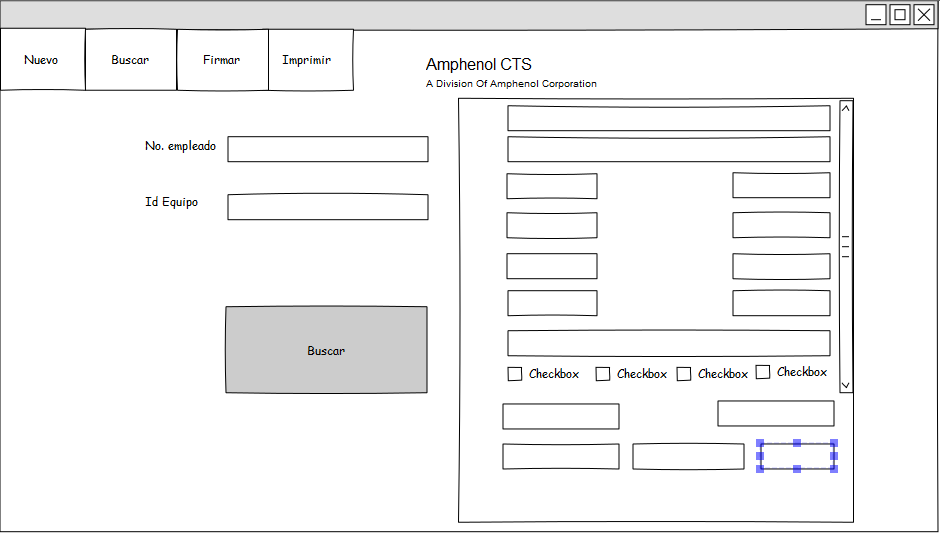 Nuevo
Buscar
Firmar
Imprimir
Amphenol CTS
A Division Of Amphenol Corporation
No. empleado
Id Equipo
Buscar
Checkbox
Checkbox
Checkbox
Checkbox